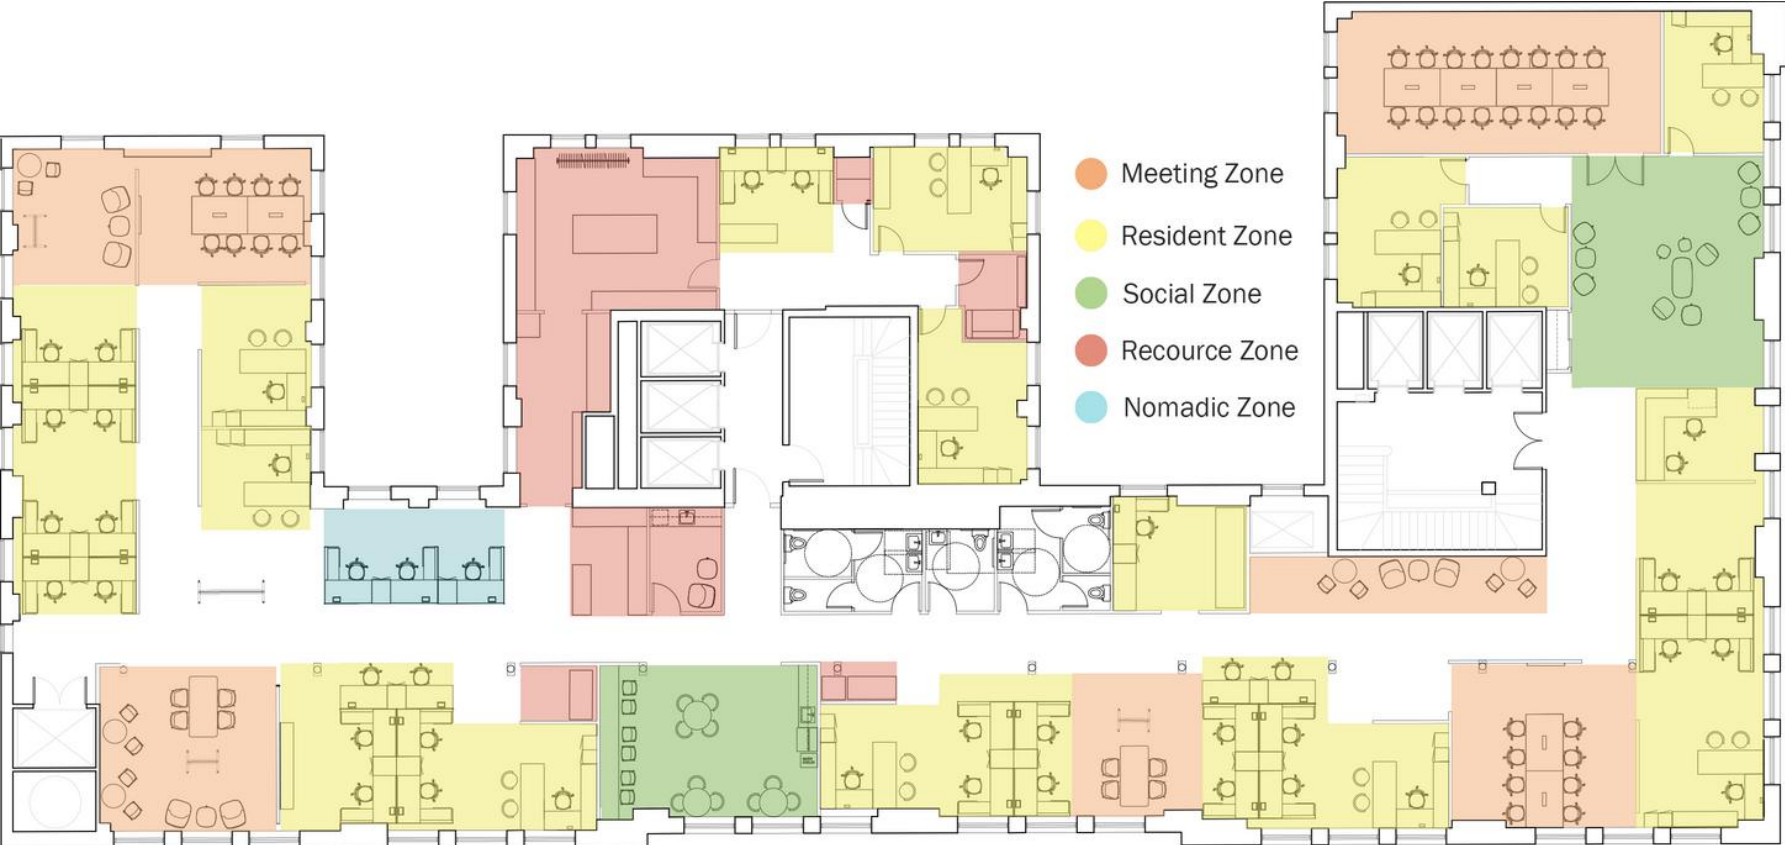 Meeting Zone
Resident Zone
Social Zone
Recource Zone
Nomadic Zone